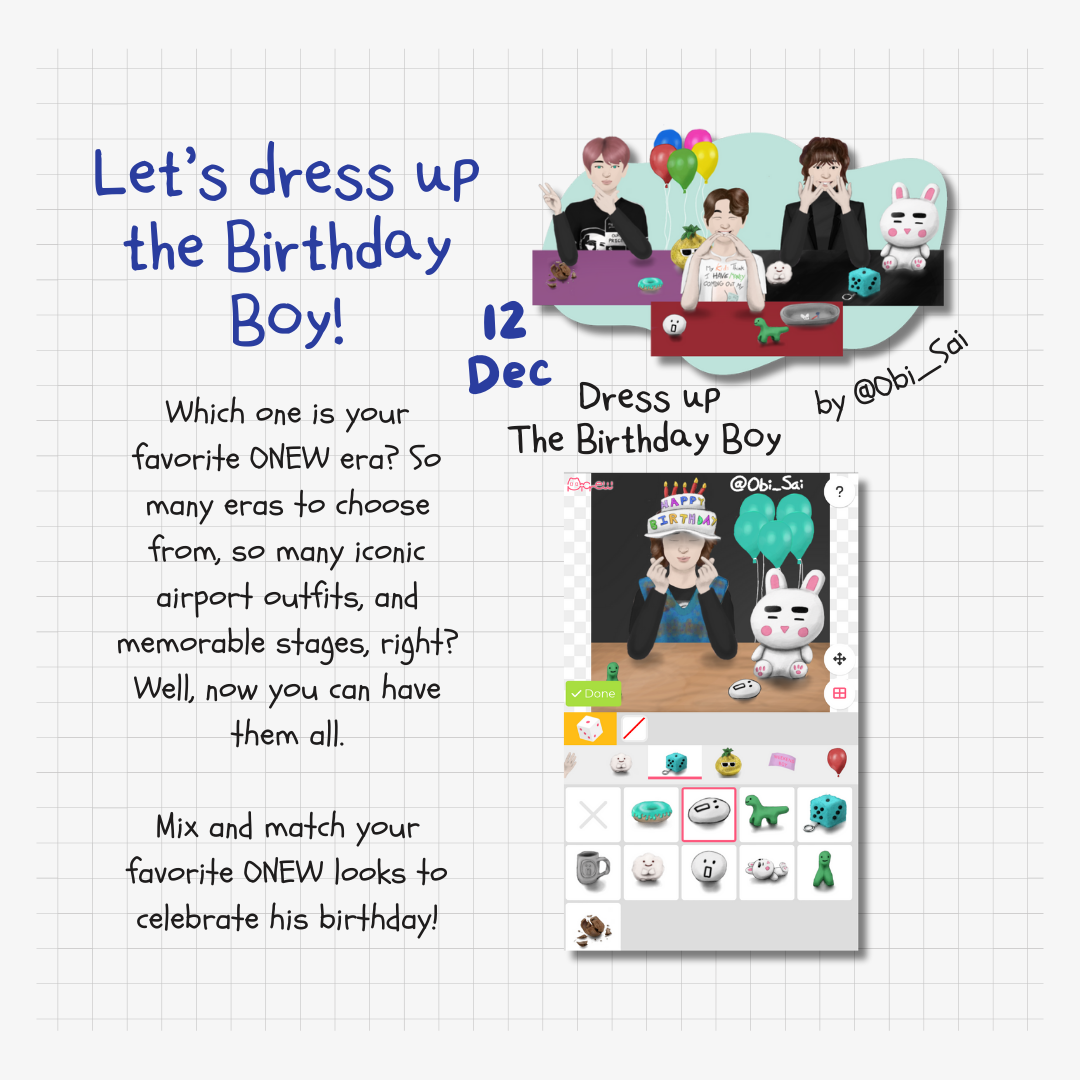 Let's dress up
the Birthday
Boy!
12
Dec
by @Obi_Sai
Dress up
The Birthday Boy
Which one is your
favorite ONEW era? So
many eras to choose
from, so many iconic
airport outfits, and
memorable stages, right?
Well, now you can have
them all.
Mix and match your
favorite ONEW looks to
celebrate his birthday!
@Obi_Sai
?
HAPPY
BIRTHDAY
Done